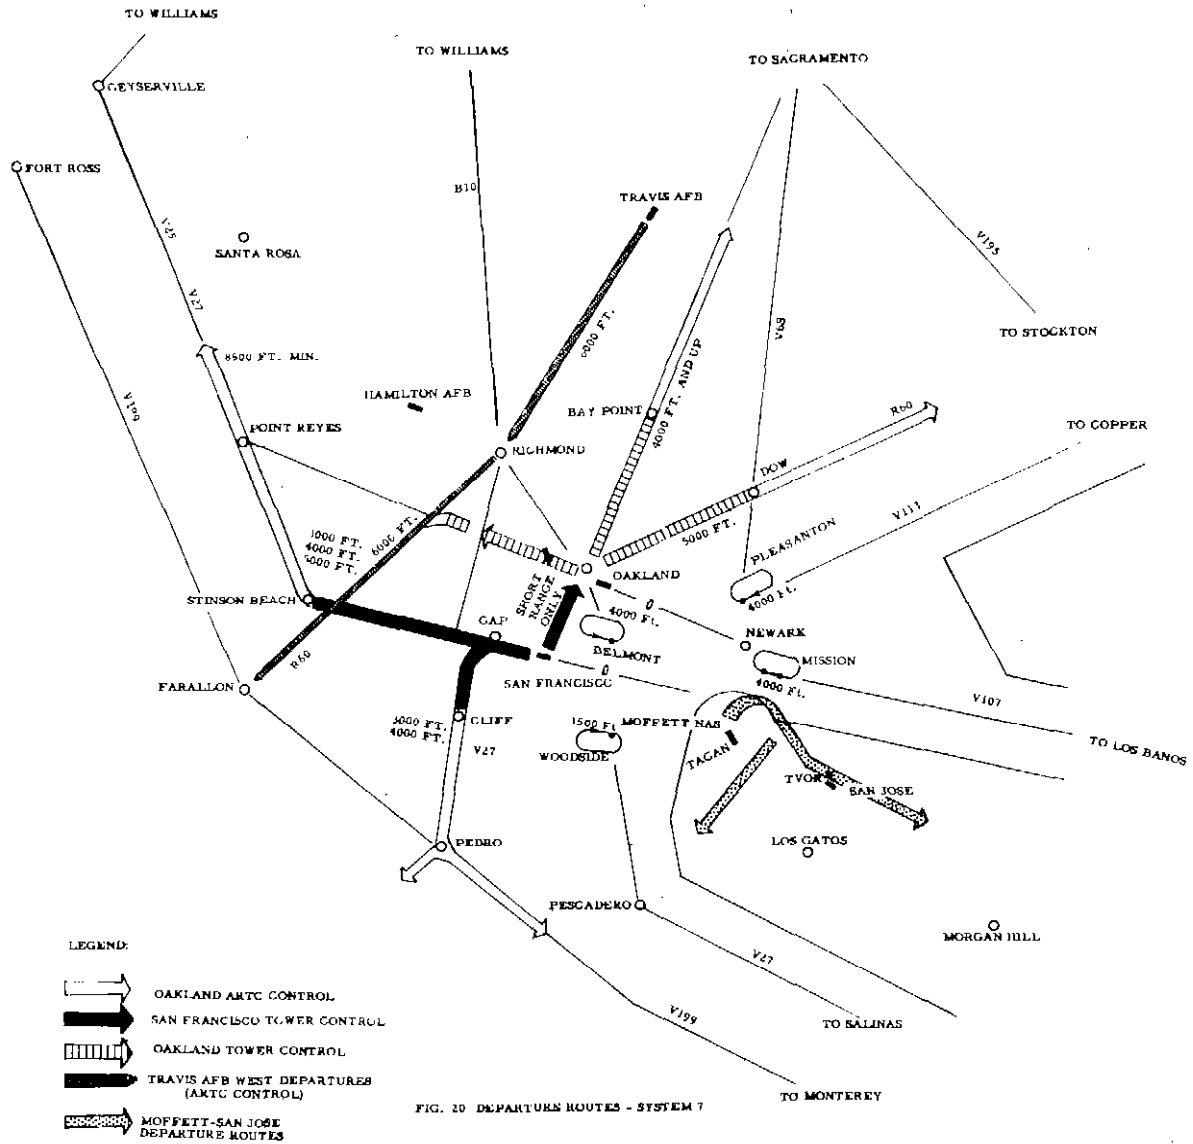 TO WILLIAMS
TO WILLIAMS
TO SACRAMENTO
GEYSERVILLE
FORT ROSS
B10
TRAVIS AFB
V25
SANTA ROSA
V195
V27
6000 FT.
TO STOCKTON
V68
8500 FT. MIN.
4000 FT. AND UP
HAMILTON AFB
V199
BAY POINT
R60
TO COPPER
POINT REYES
RICHMOND
DOW
V111
6000 FT.
5000 FT.
3000 FT.
4000 FT.
5000 FT.
PLEASANTON
OAKLAND
4000 FT.
STINSON BEACH
SHORT
RANGE
ONLY
4000 FT.
GAP
NEWARK
BELMONT
MISSION
R60
SAN FRANCISCO
4000 FT.
FARALLON
V107
3000 FT.
4000 FT.
CLIFF
1500 FT
MOFFETT NAS
V27
WOODSIDE
TACAN
TO LOS BANOS
TVOR
SAN JOSE
PEDRO
LOS GATOS
PESCADERO
MORGAN HILL
LEGEND:
V27
OAKLAND ARTC CONTROL
V199
SAN FRANCISCO TOWER CONTROL
TO SALINAS
OAKLAND TOWER CONTROL
TRAVIS AFB WEST DEPARTURES
(ARTC CONTROL)
TO MONTEREY
FIG. 20 DEPARTURE ROUTES - SYSTEM 7
MOFFETT-SAN JOSE
DEPARTURE ROUTES